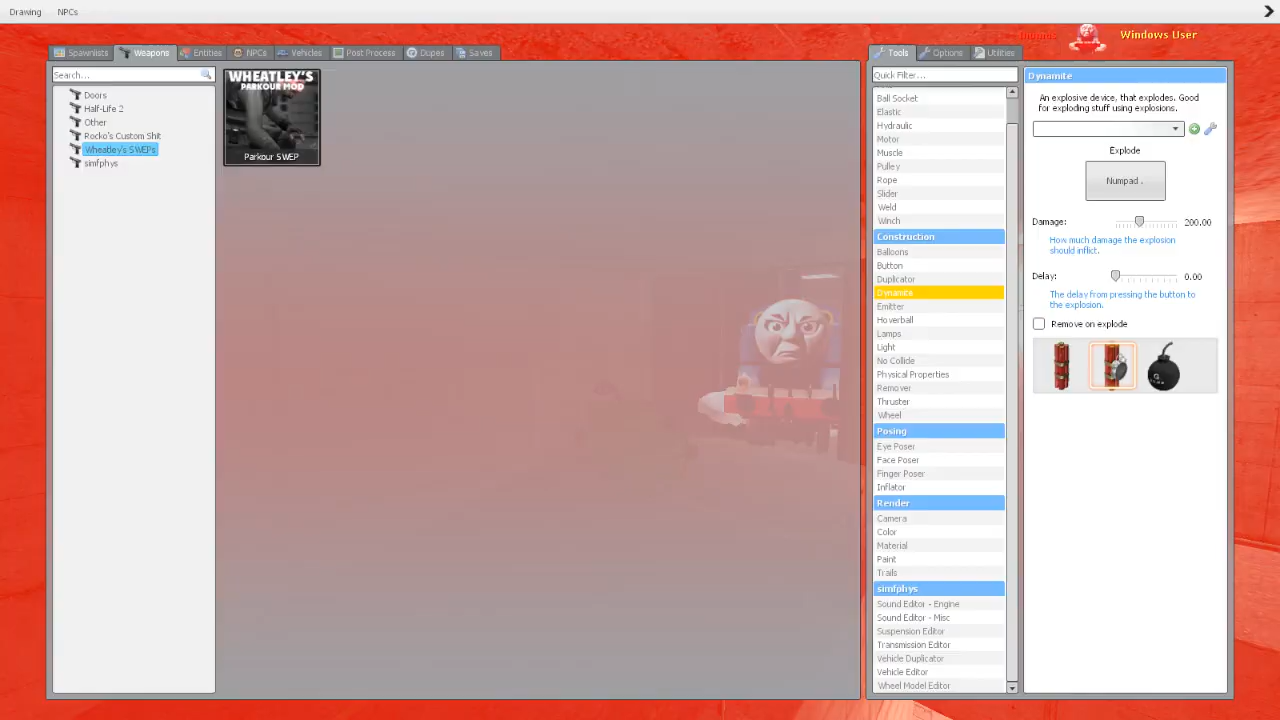 Drawing NPCs
thomas Windows User
Spawnlists Weapons Entities NPCs Vehicles Post Process Dupes Saves
Tools Options Utilities
Search...
Doors
Half-Life 2
Other
Rocko's Custom Shit
Wheatley's SWEPs
simfphys
WHEATLEY'S
PARKOUR MOD
Parkour SWEP
Quick Filter...
Ball Socket
Elastic
Hydraulic
Motor
Muscle
Pulley
Rope
Slider
Weld
Winch
Construction
Balloons
Button
Duplicator
Dynamite
Emitter
Hoverball
Lamps
Light
No Collide
Physical Properties
Remover
Thruster
Wheel
Posing
Eye Poser
Face Poser
Finger Poser
Inflator
Render
Camera
Color
Material
Paint
Trails
simfphys
Sound Editor - Engine
Sound Editor - Misc
Suspension Editor
Transmission Editor
Vehicle Duplicator
Vehicle Editor
Wheel Model Editor
Dynamite
An explosive device, that explodes. Good
for exploding stuff using explosions.
Explode
Numpad .
Damage: 200.00
How much damage the explosion
should inflict.
Delay: 0.00
The delay from pressing the button to
the explosion.
Remove on explode